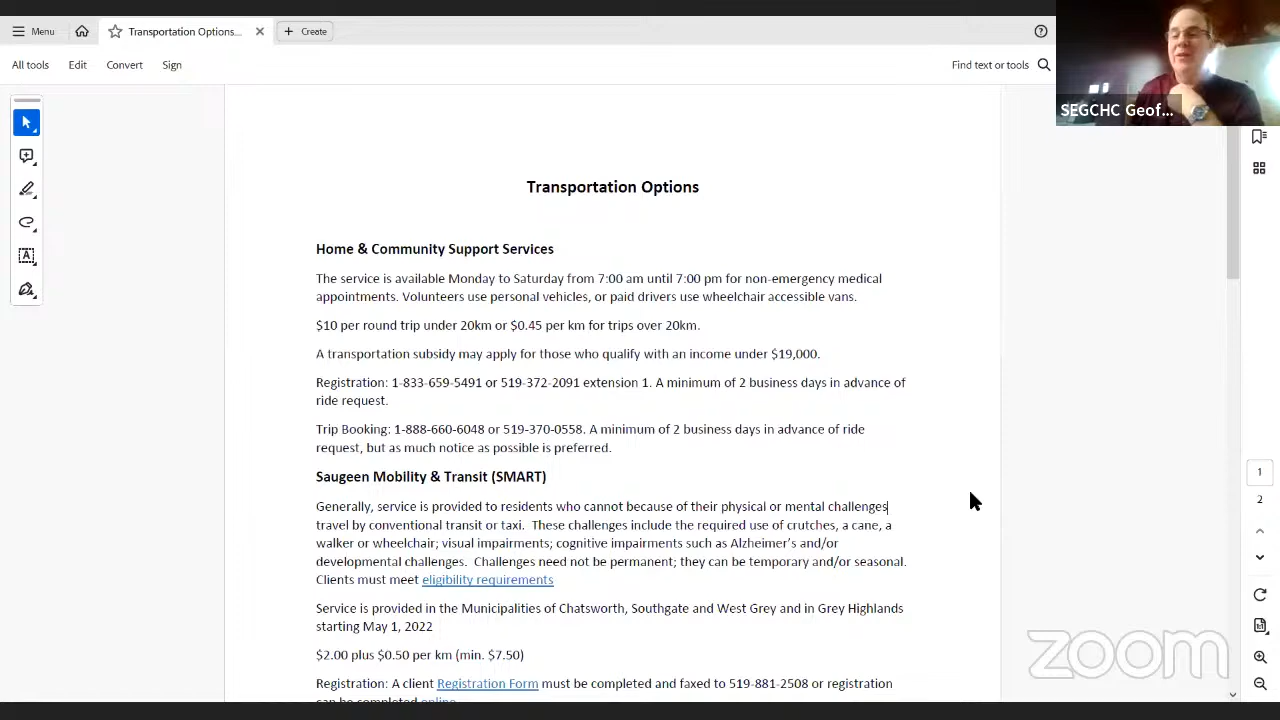 Menu
Transportation Options...
Create
All tools
Edit
Convert
Sign
Find text or tools
SEGCHC Geof...
Transportation Options
Home & Community Support Services
The service is available Monday to Saturday from 7:00 am until 7:00 pm for non-emergency medical
appointments. Volunteers use personal vehicles, or paid drivers use wheelchair accessible vans.
$10 per round trip under 20km or $0.45 per km for trips over 20km.
A transportation subsidy may apply for those who qualify with an income under $19,000.
Registration: 1-833-659-5491 or 519-372-2091 extension 1. A minimum of 2 business days in advance of
ride request.
Trip Booking: 1-888-660-6048 or 519-370-0558. A minimum of 2 business days in advance of ride
request, but as much notice as possible is preferred.
Saugeen Mobility & Transit (SMART)
Generally, service is provided to residents who cannot because of their physical or mental challenges
travel by conventional transit or taxi.  These challenges include the required use of crutches, a cane, a
walker or wheelchair; visual impairments; cognitive impairments such as Alzheimer's and/or
developmental challenges.  Challenges need not be permanent; they can be temporary and/or seasonal.
Clients must meet eligibility requirements
Service is provided in the Municipalities of Chatsworth, Southgate and West Grey and in Grey Highlands
starting May 1, 2022
$2.00 plus $0.50 per km (min. $7.50)
Registration: A client Registration Form must be completed and faxed to 519-881-2508 or registration
can be completed online
1
2
zoom